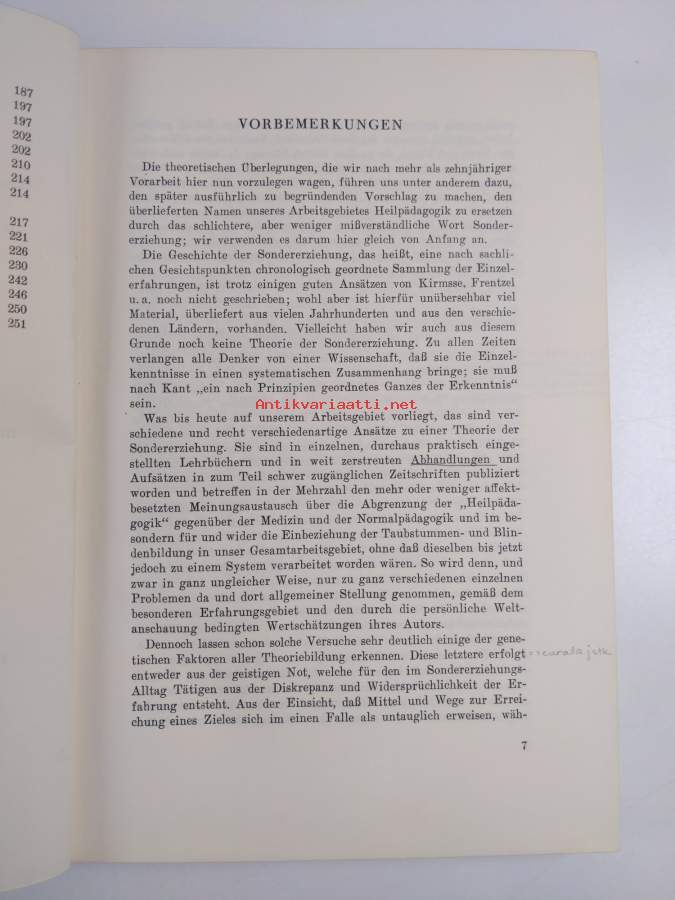 187
197
197
202
202
210
214
214
217
221
226
230
242
246
250
251
VORBEMERKUNGEN
Die theoretischen Überlegungen, die wir nach mehr als zehnjähriger
Vorarbeit hier nun vorzulegen wagen, führen uns unter anderem dazu,
den später ausführlich zu begründenden Vorschlag zu machen, den
überlieferten Namen unseres Arbeitsgebietes Heilpädagogik zu ersetzen
durch das schlichtere, aber weniger mißverständliche Wort Sonder-
erziehung; wir verwenden es darum hier gleich von Anfang an.
Die Geschichte der Sondererziehung, das heißt, eine nach sachli-
chen Gesichtspunkten chronologisch geordnete Sammlung der Einzel-
erfahrungen, ist trotz einigen guten Ansätzen von Kirmsse, Frentzel
u. a. noch nicht geschrieben; wohl aber ist hierfür unübersehbar viel
Material, überliefert aus vielen Jahrhunderten und aus den verschie-
denen Ländern, vorhanden. Vielleicht haben wir auch aus diesem
Grunde noch keine Theorie der Sondererziehung. Zu allen Zeiten
verlangen alle Denker von einer Wissenschaft, daß sie die Einzel-
kenntnisse in einen systematischen Zusammenhang bringe; sie muß
nach Kant „ein nach Prinzipien geordnetes Ganzes der Erkenntnis“
sein.
Antikvariaatti.net
Was bis heute auf unserem Arbeitsgebiet vorliegt, das sind ver-
schiedene und recht verschiedenartige Ansätze zu einer Theorie der
Sondererziehung. Sie sind in einzelnen, durchaus praktisch einge-
stellten Lehrbüchern und in weit zerstreuten Abhandlungen und
Aufsätzen in zum Teil schwer zugänglichen Zeitschriften publiziert
worden und betreffen in der Mehrzahl den mehr oder weniger affekt-
besetzten Meinungsaustausch über die Abgrenzung der „Heilpäda-
gogik“ gegenüber der Medizin und der Normalpädagogik und im be-
sondern für und wider die Einbeziehung der Taubstummen- und Blin-
denbildung in unser Gesamtarbeitsgebiet, ohne daß dieselben bis jetzt
jedoch zu einem System verarbeitet worden wären. So wird denn, und
zwar in ganz ungleicher Weise, nur zu ganz verschiedenen einzelnen
Problemen da und dort allgemeiner Stellung genommen, gemäß dem
besonderen Erfahrungsgebiet und den durch die persönliche Welt-
anschauung bedingten Wertschätzungen ihres Autors.
Dennoch lassen schon solche Versuche sehr deutlich einige der gene-
tischen Faktoren aller Theoriebildung erkennen. Diese letztere erfolgt
entweder aus der geistigen Not, welche für den im Sondererziehungs-
Alltag Tätigen aus der Diskrepanz und Widersprüchlichkeit der Er-
fahrung entsteht. Aus der Einsicht, daß Mittel und Wege zur Errei-
chung eines Zieles sich im einen Falle als untauglich erweisen, wäh-
7